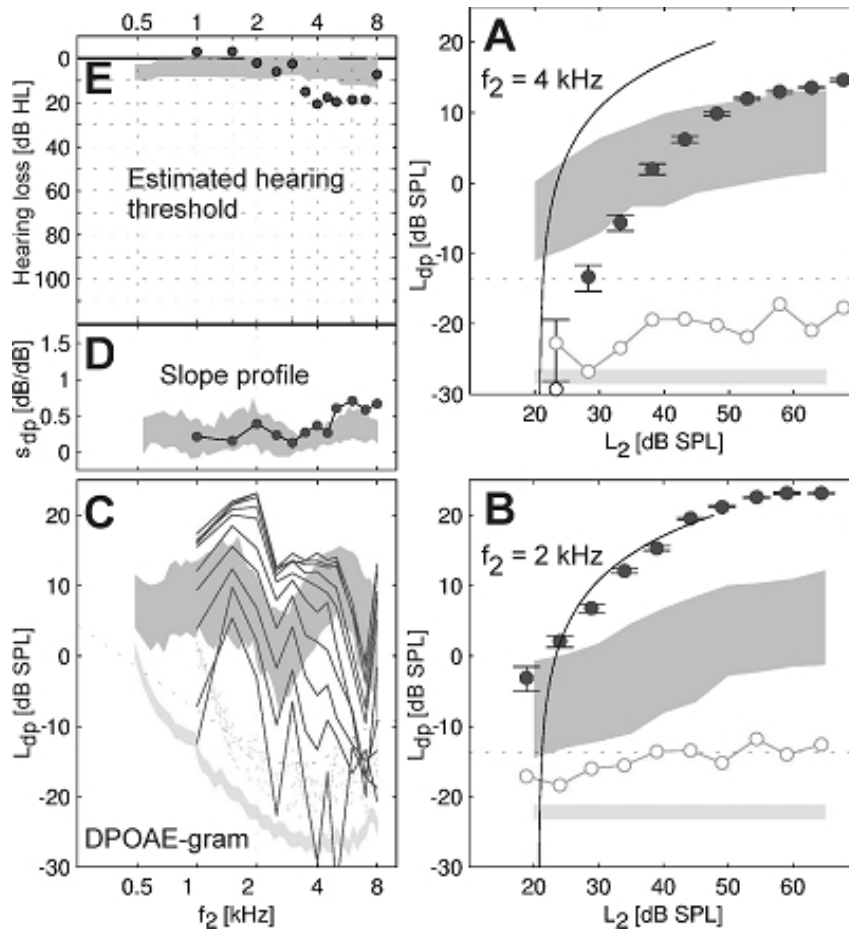 0.5 1 2 4 8
E
0
20
40
60
80
100
Hearing loss [dB HL]
Estimated hearing
threshold
D
Slope profile
1.5
1
0.5
0
s_dp [dB/dB]
C
20
10
0
-10
-20
-30
L_dp [dB SPL]
DPOAE-gram
0.5 1 2 4 8
f_2 [kHz]
A
f_2 = 4 kHz
20
10
0
-10
-20
-30
L_dp [dB SPL]
20 30 40 50 60
L_2 [dB SPL]
B
f_2 = 2 kHz
20
10
0
-10
-20
-30
L_dp [dB SPL]
20 30 40 50 60
L_2 [dB SPL]